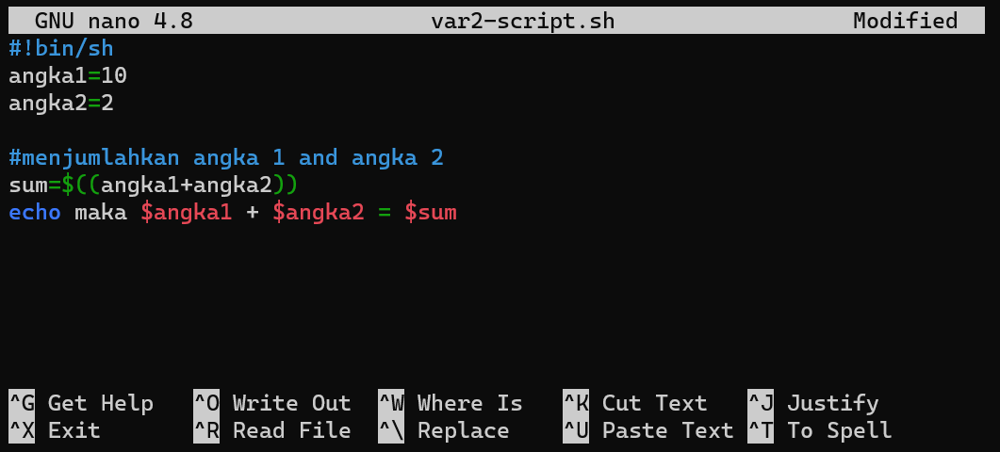 GNU nano 4.8 var2-script.sh Modified
#!bin/sh
angka1=10
angka2=2
#menjumlahkan angka 1 and angka 2
sum=$((angka1+angka2))
echo maka $angka1 + $angka2 = $sum
^G Get Help ^O Write Out ^W Where Is ^K Cut Text ^J Justify
^X Exit ^R Read File ^\ Replace ^U Paste Text ^T To Spell